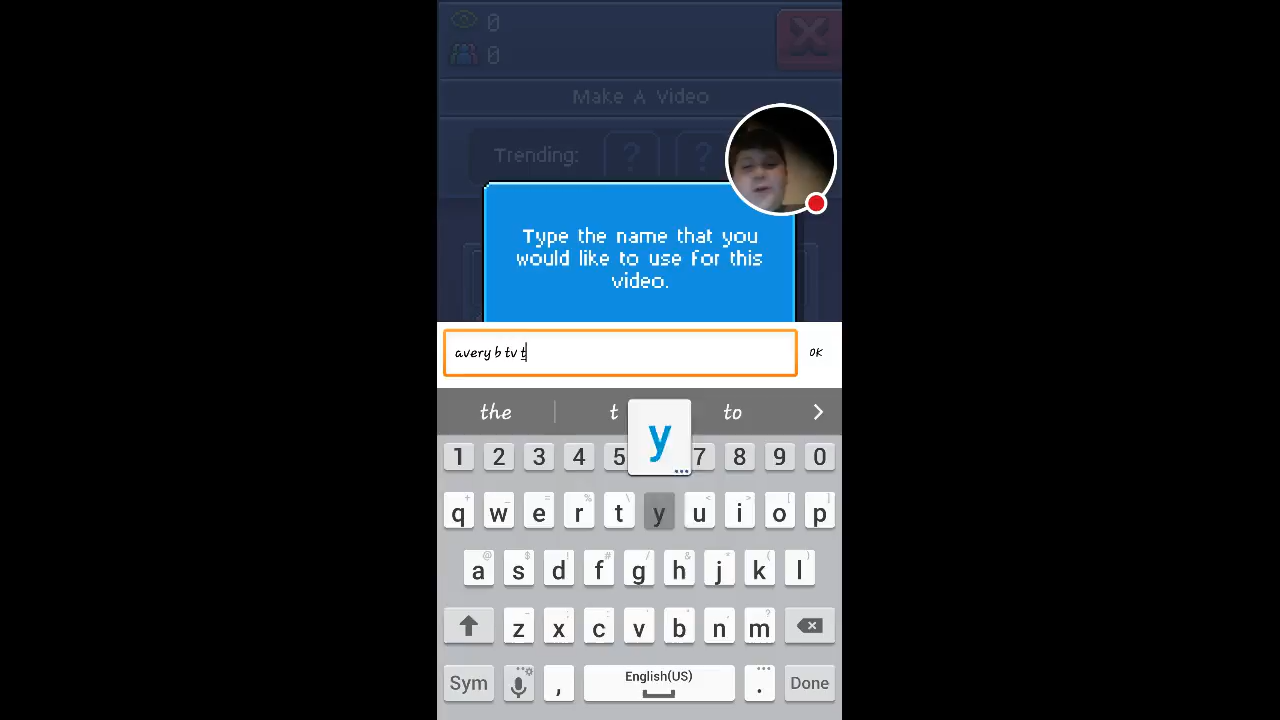 0
0
Make A Video
Trending: ? ?
Type the name that you
would like to use for this
video.
avery b tv t
OK
the t to
y
1 2 3 4 5 7 8 9 0
q w e r t y u i o p
a s d f g h j k l
z x c v b n m
Sym , English(US) . Done